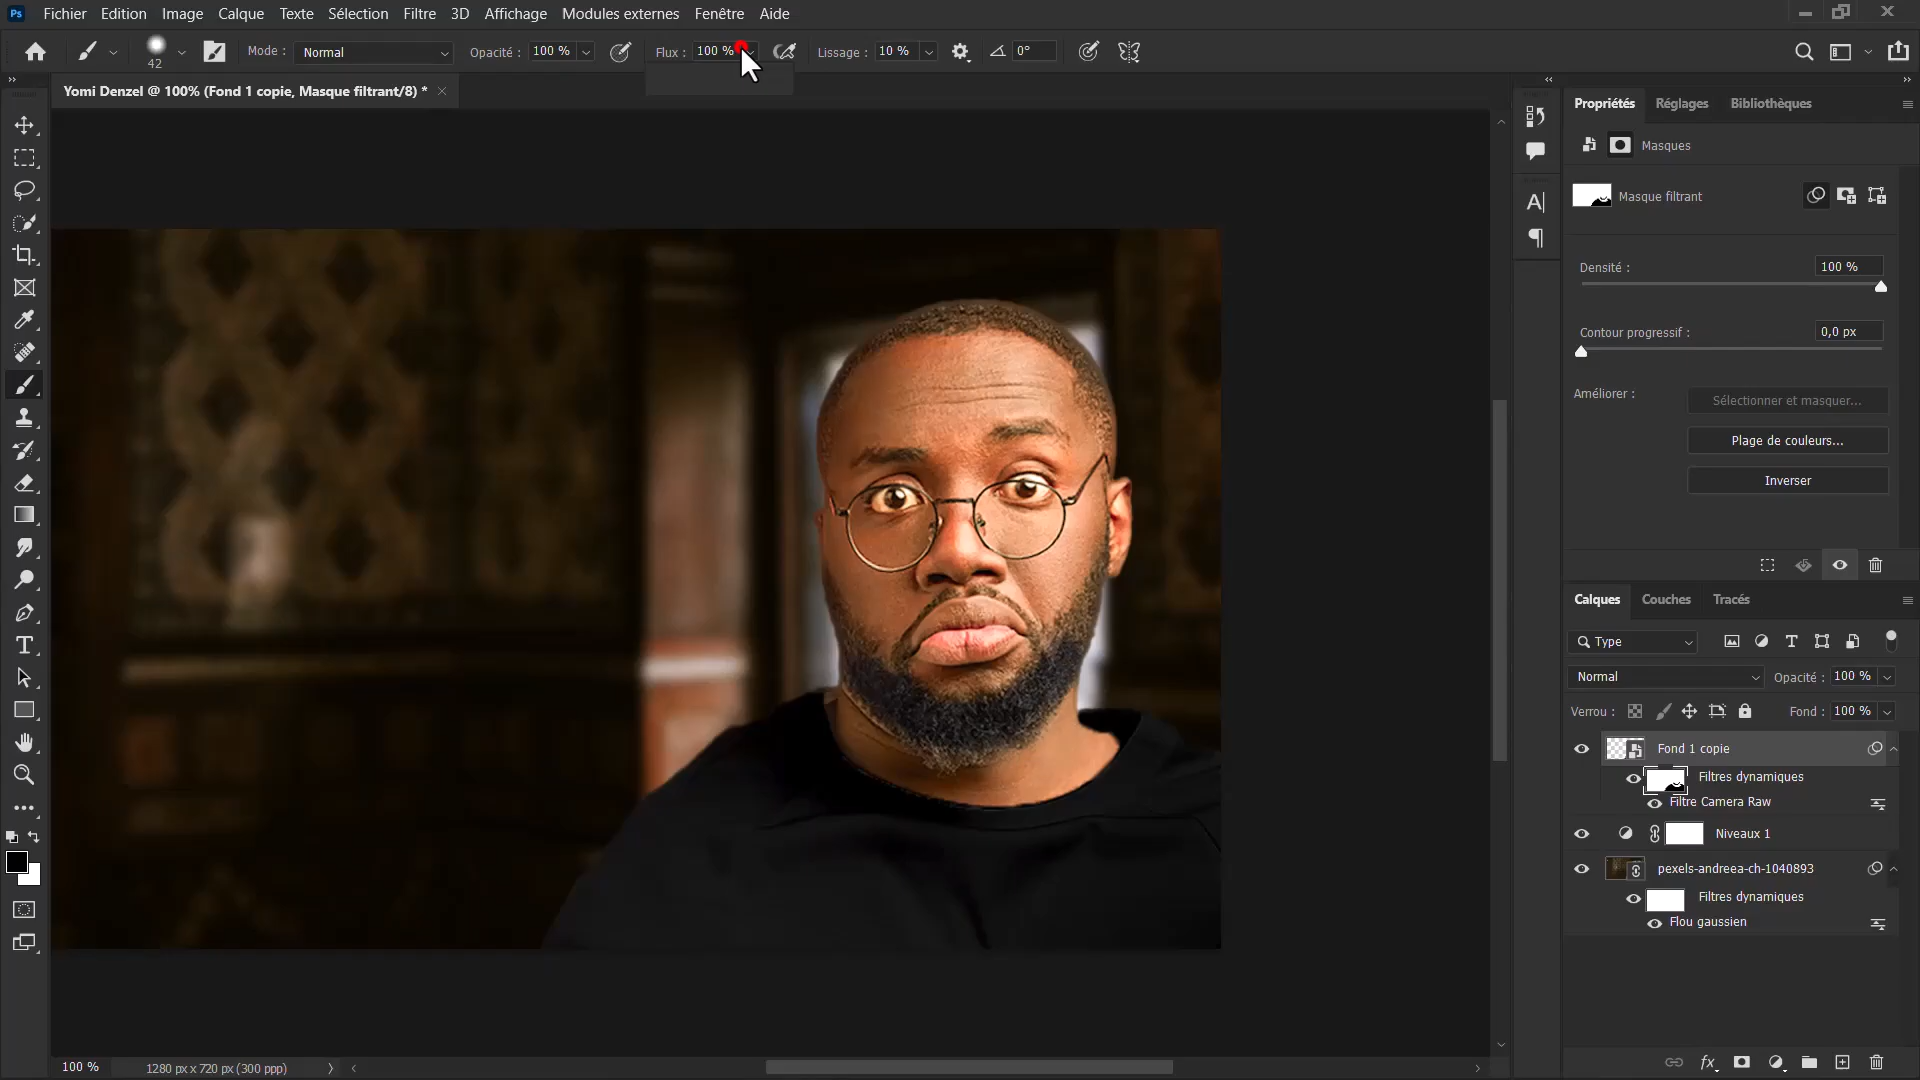 Ps Fichier Edition Image Calque Texte Sélection Filtre 3D Affichage Modules externes Fenêtre Aide
42 Mode : Normal Opacité : 100 % Flux : 100 % Lissage : 10 % 0°
Yomi Denzel @ 100% (Fond 1 copie, Masque filtrant/8) *
Propriétés Réglages Bibliothèques
Masques
Masque filtrant
Densité : 100 %
Contour progressif : 0,0 px
Améliorer : Sélectionner et masquer...
Plage de couleurs...
Inverser
Calques Couches Tracés
Type
Normal Opacité : 100 %
Verrou : Fond : 100 %
Fond 1 copie
Filtres dynamiques
Filtre Camera Raw
Niveaux 1
pexels-andreea-ch-1040893
Filtres dynamiques
Flou gaussien
fx
100 % 1280 px x 720 px (300 ppp)